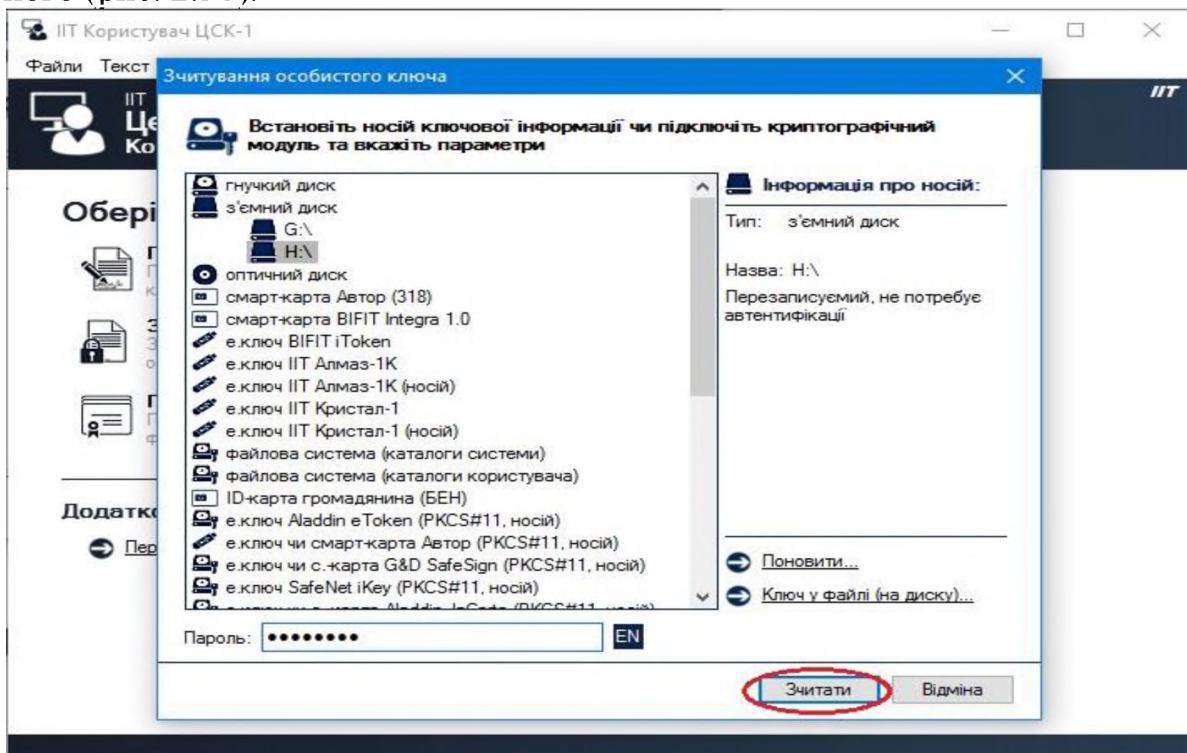 ІІТ Користувач ЦСК-1
Файли Текст
Зчитування особистого ключа
ІІТ
ІІТ
Встановіть носій ключової інформації чи підключіть криптографічний
модуль та вкажіть параметри
гнучкий диск
з'ємний диск
G:\
H:\
оптичний диск
смарт-карта Автор (318)
смарт-карта BIFIT Integra 1.0
е.ключ BIFIT iToken
е.ключ ІІТ Алмаз-1К
е.ключ ІІТ Алмаз-1К (носій)
е.ключ ІІТ Кристал-1
е.ключ ІІТ Кристал-1 (носій)
файлова система (каталоги системи)
файлова система (каталоги користувача)
ID-карта громадянина (БЕН)
е.ключ Aladdin eToken (PKCS#11, носій)
е.ключ чи смарт-карта Автор (PKCS#11, носій)
е.ключ чи с.-карта G&D SafeSign (PKCS#11, носій)
е.ключ SafeNet iKey (PKCS#11, носій)
Інформація про носій:
Тип: з'ємний диск
Назва: H:\
Перезаписуемий, не потребує
автентифікації
Поновити...
Ключ у файлі (на диску)...
Обері
Додатко
Пер
Пароль: ●●●●●●●●
EN
Зчитати
Відміна